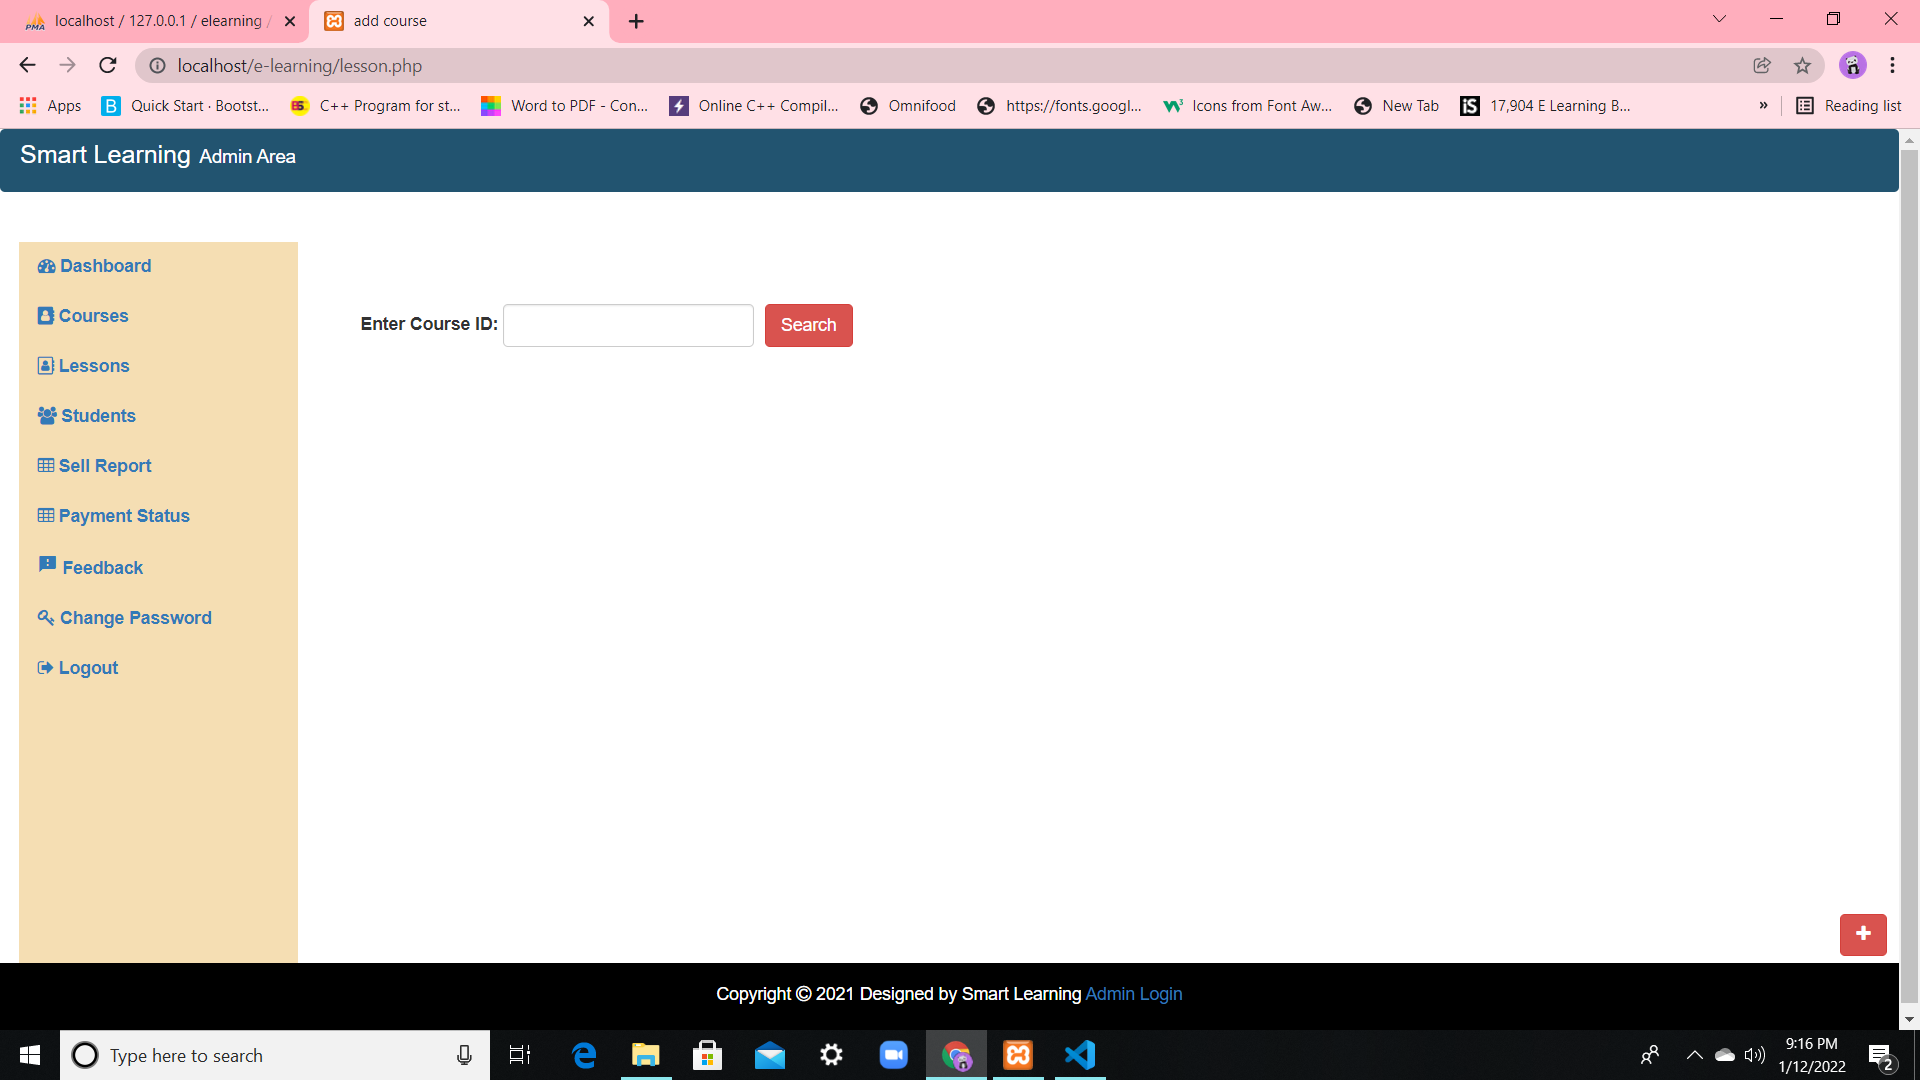 localhost / 127.0.0.1 / elearning /
add course
localhost/e-learning/lesson.php
Apps
Quick Start · Bootst...
C++ Program for st...
Word to PDF - Con...
Online C++ Compil...
Omnifood
https://fonts.googl...
Icons from Font Aw...
New Tab
17,904 E Learning B...
»
Reading list
Smart Learning Admin Area
Dashboard
Courses
Lessons
Students
Sell Report
Payment Status
Feedback
Change Password
Logout
Enter Course ID:
Search
Copyright © 2021 Designed by Smart Learning Admin Login
Type here to search
9:16 PM
1/12/2022
2